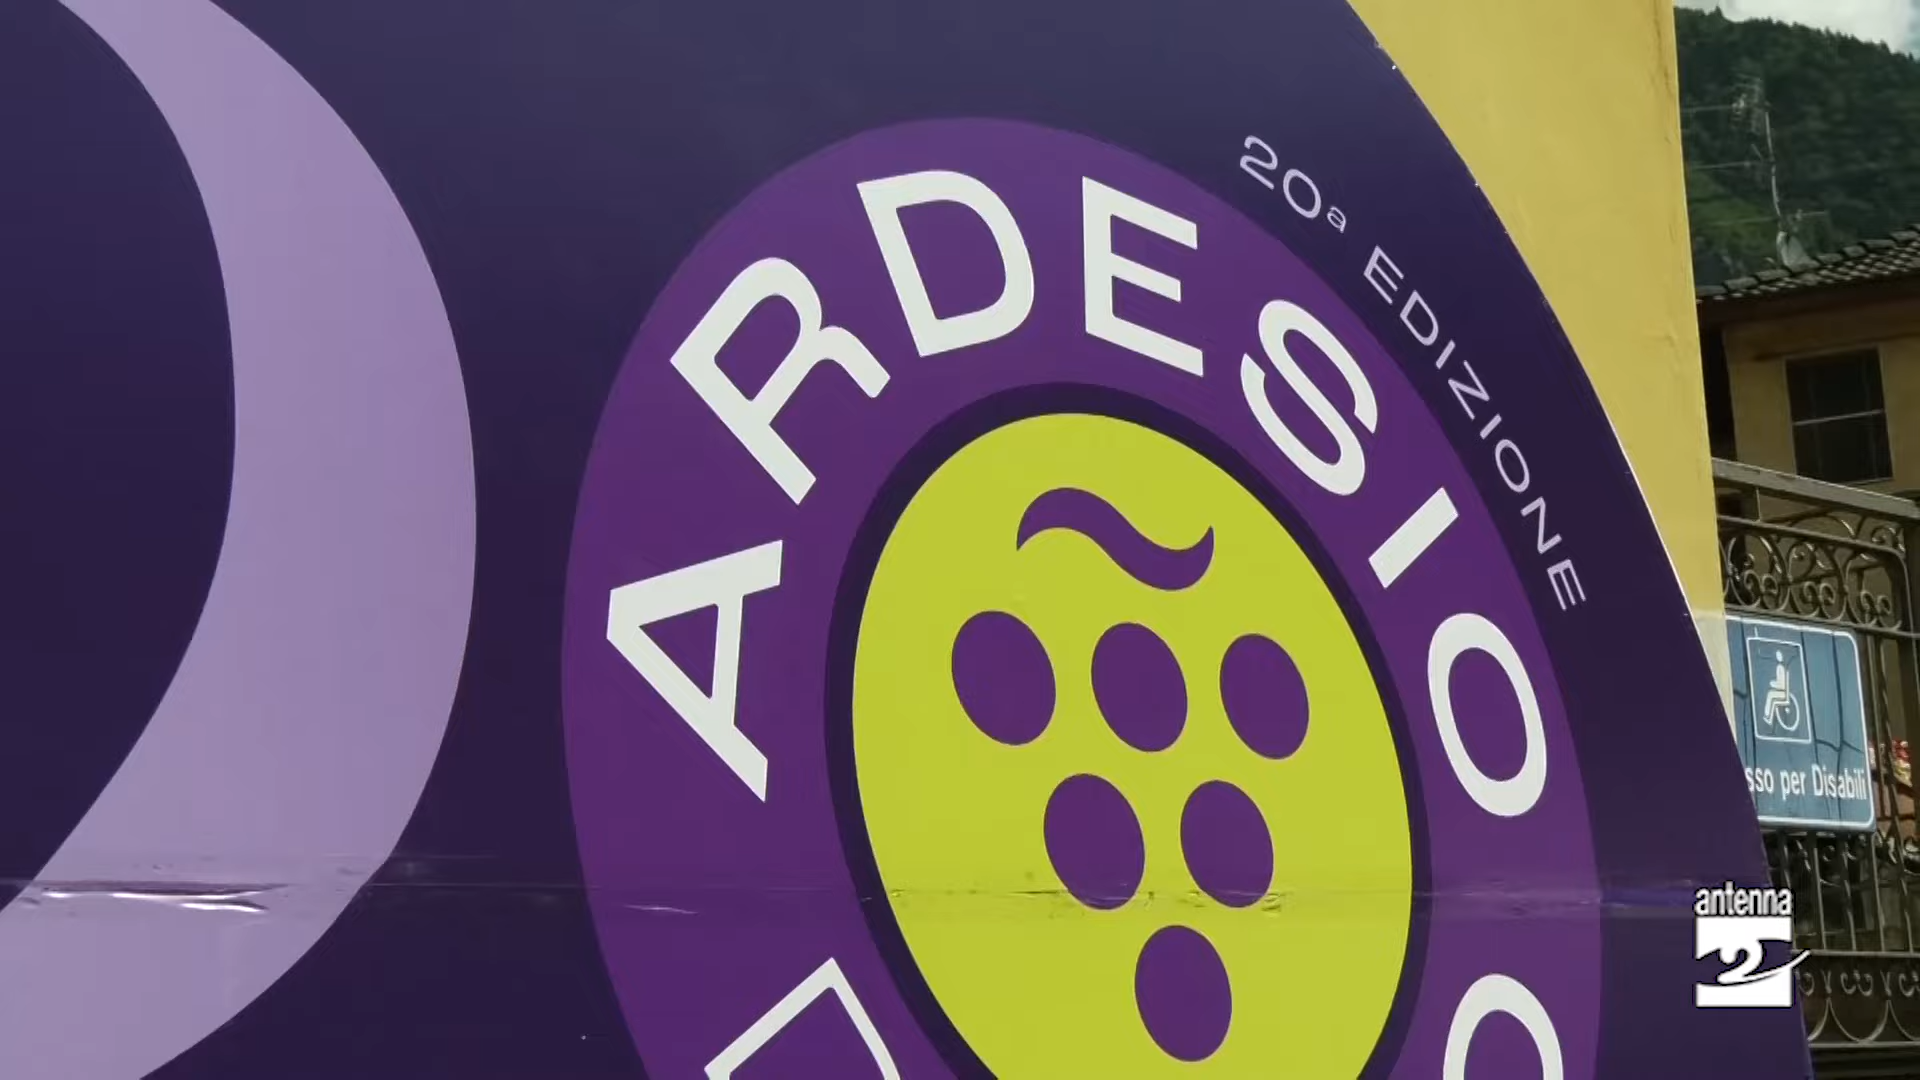 20ª EDIZIONE
ARDESIO
sso per Disabili
antenna
2